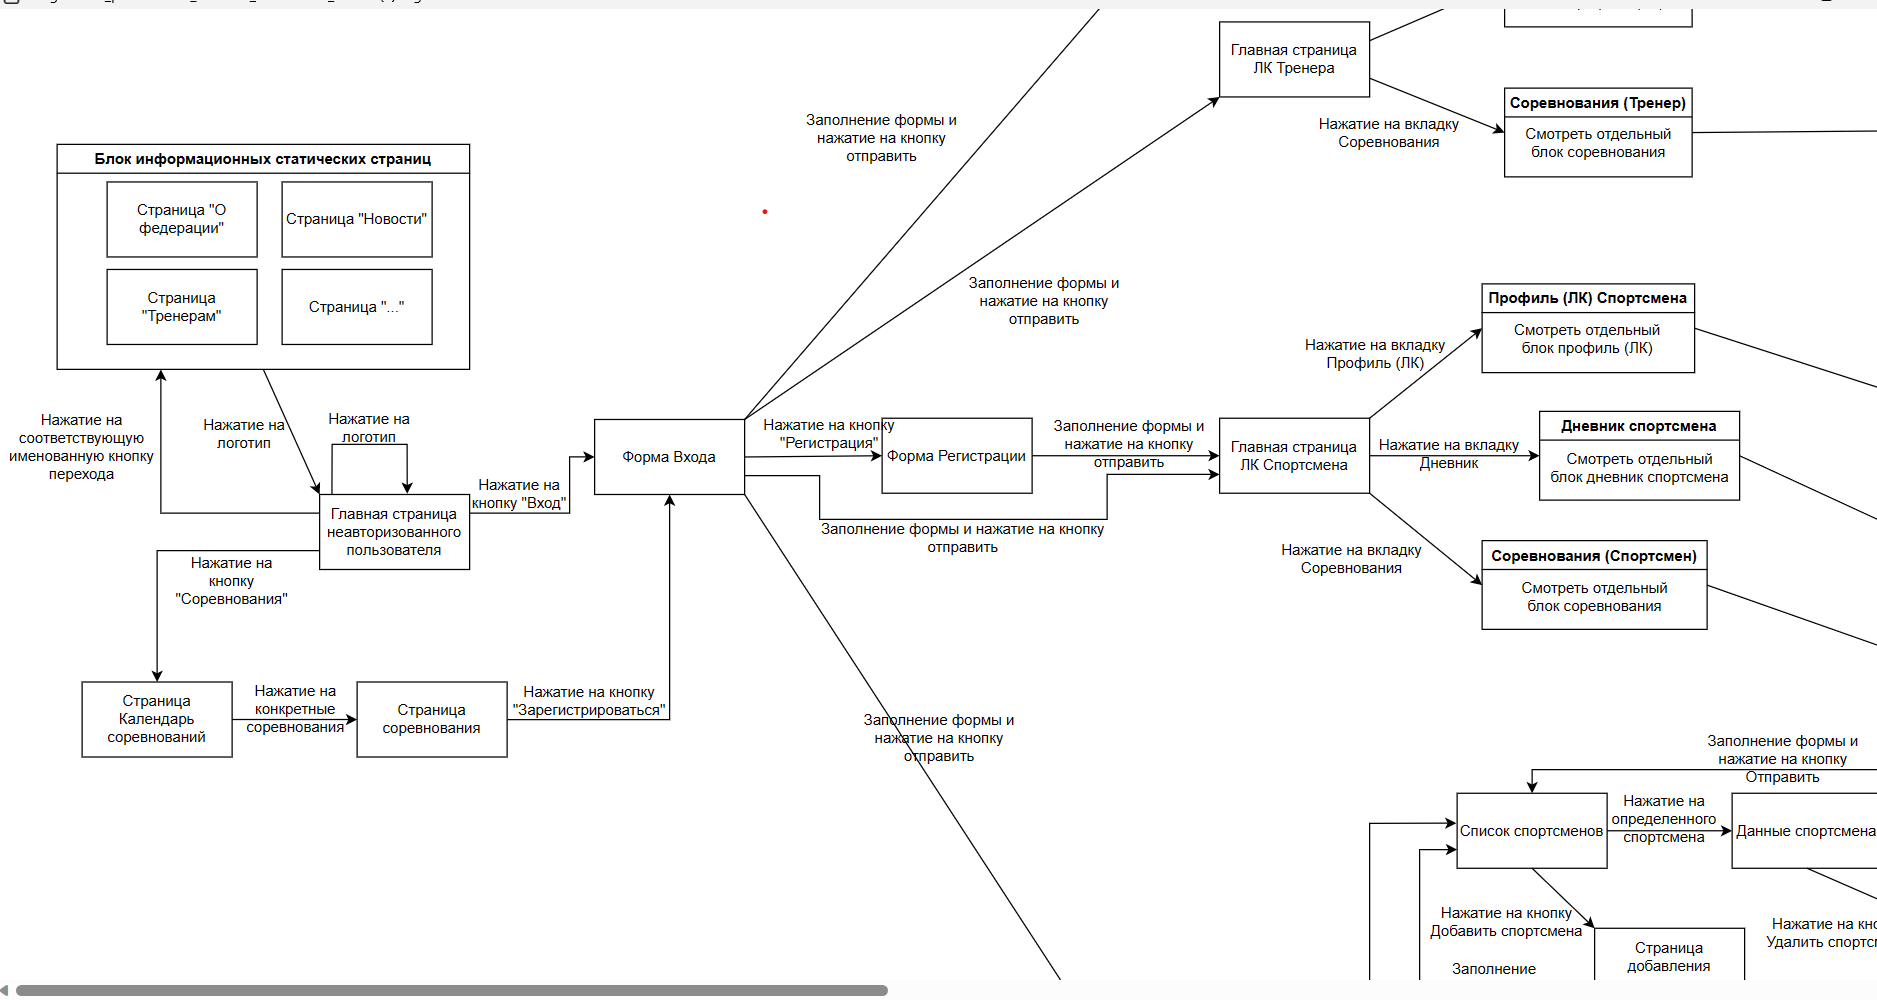 Главная страница
ЛК Тренера
Соревнования (Тренер)
Смотреть отдельный
блок соревнования
Нажатие на вкладку
Соревнования
Заполнение формы и
нажатие на кнопку
отправить
Блок информационных статических страниц
Страница "О
федерации"
Страница "Новости"
Страница
"Тренерам"
Страница "..."
Заполнение формы и
нажатие на кнопку
отправить
Профиль (ЛК) Спортсмена
Смотреть отдельный
блок профиль (ЛК)
Нажатие на вкладку
Профиль (ЛК)
Нажатие на
соответствующую
именованную кнопку
перехода
Нажатие на
логотип
Нажатие на
логотип
Форма Входа
Нажатие на кнопку
"Регистрация"
Форма Регистрации
Заполнение формы и
нажатие на кнопку
отправить
Главная страница
ЛК Спортсмена
Нажатие на вкладку
Дневник
Дневник спортсмена
Смотреть отдельный
блок дневник спортсмена
Нажатие на
кнопку "Вход"
Главная страница
неавторизованного
пользователя
Заполнение формы и нажатие на кнопку
отправить
Нажатие на вкладку
Соревнования
Соревнования (Спортсмен)
Смотреть отдельный
блок соревнования
Нажатие на
кнопку
"Соревнования"
Страница
Календарь
соревнований
Нажатие на
конкретные
соревнования
Страница
соревнования
Нажатие на кнопку
"Зарегистрироваться"
Заполнение формы и
нажатие на кнопку
отправить
Заполнение формы и
нажатие на кнопку
Отправить
Список спортсменов
Нажатие на
определенного
спортсмена
Данные спортсмена
Нажатие на кнопку
Добавить спортсмена
Страница
добавления
Нажатие на кно
Удалить спортс
Заполнение